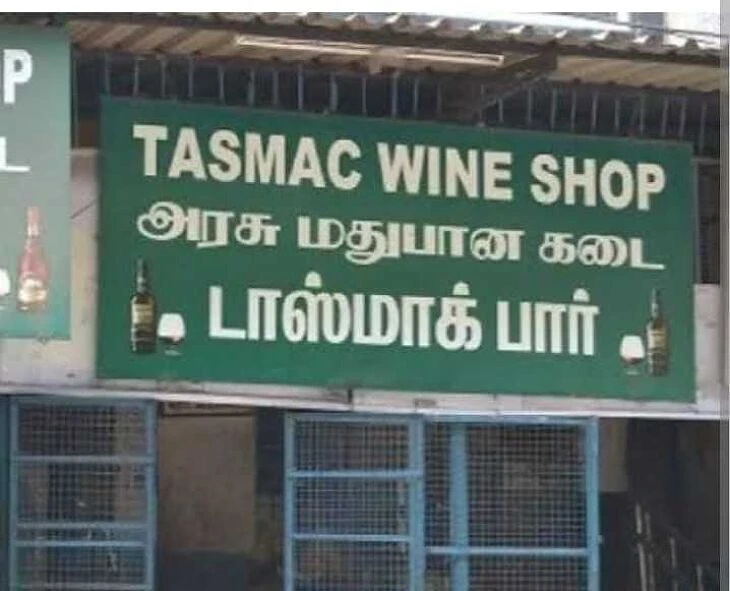 TASMAC WINE SHOP
அரசு மதுபான கடை
டாஸ்மாக் பார்
P